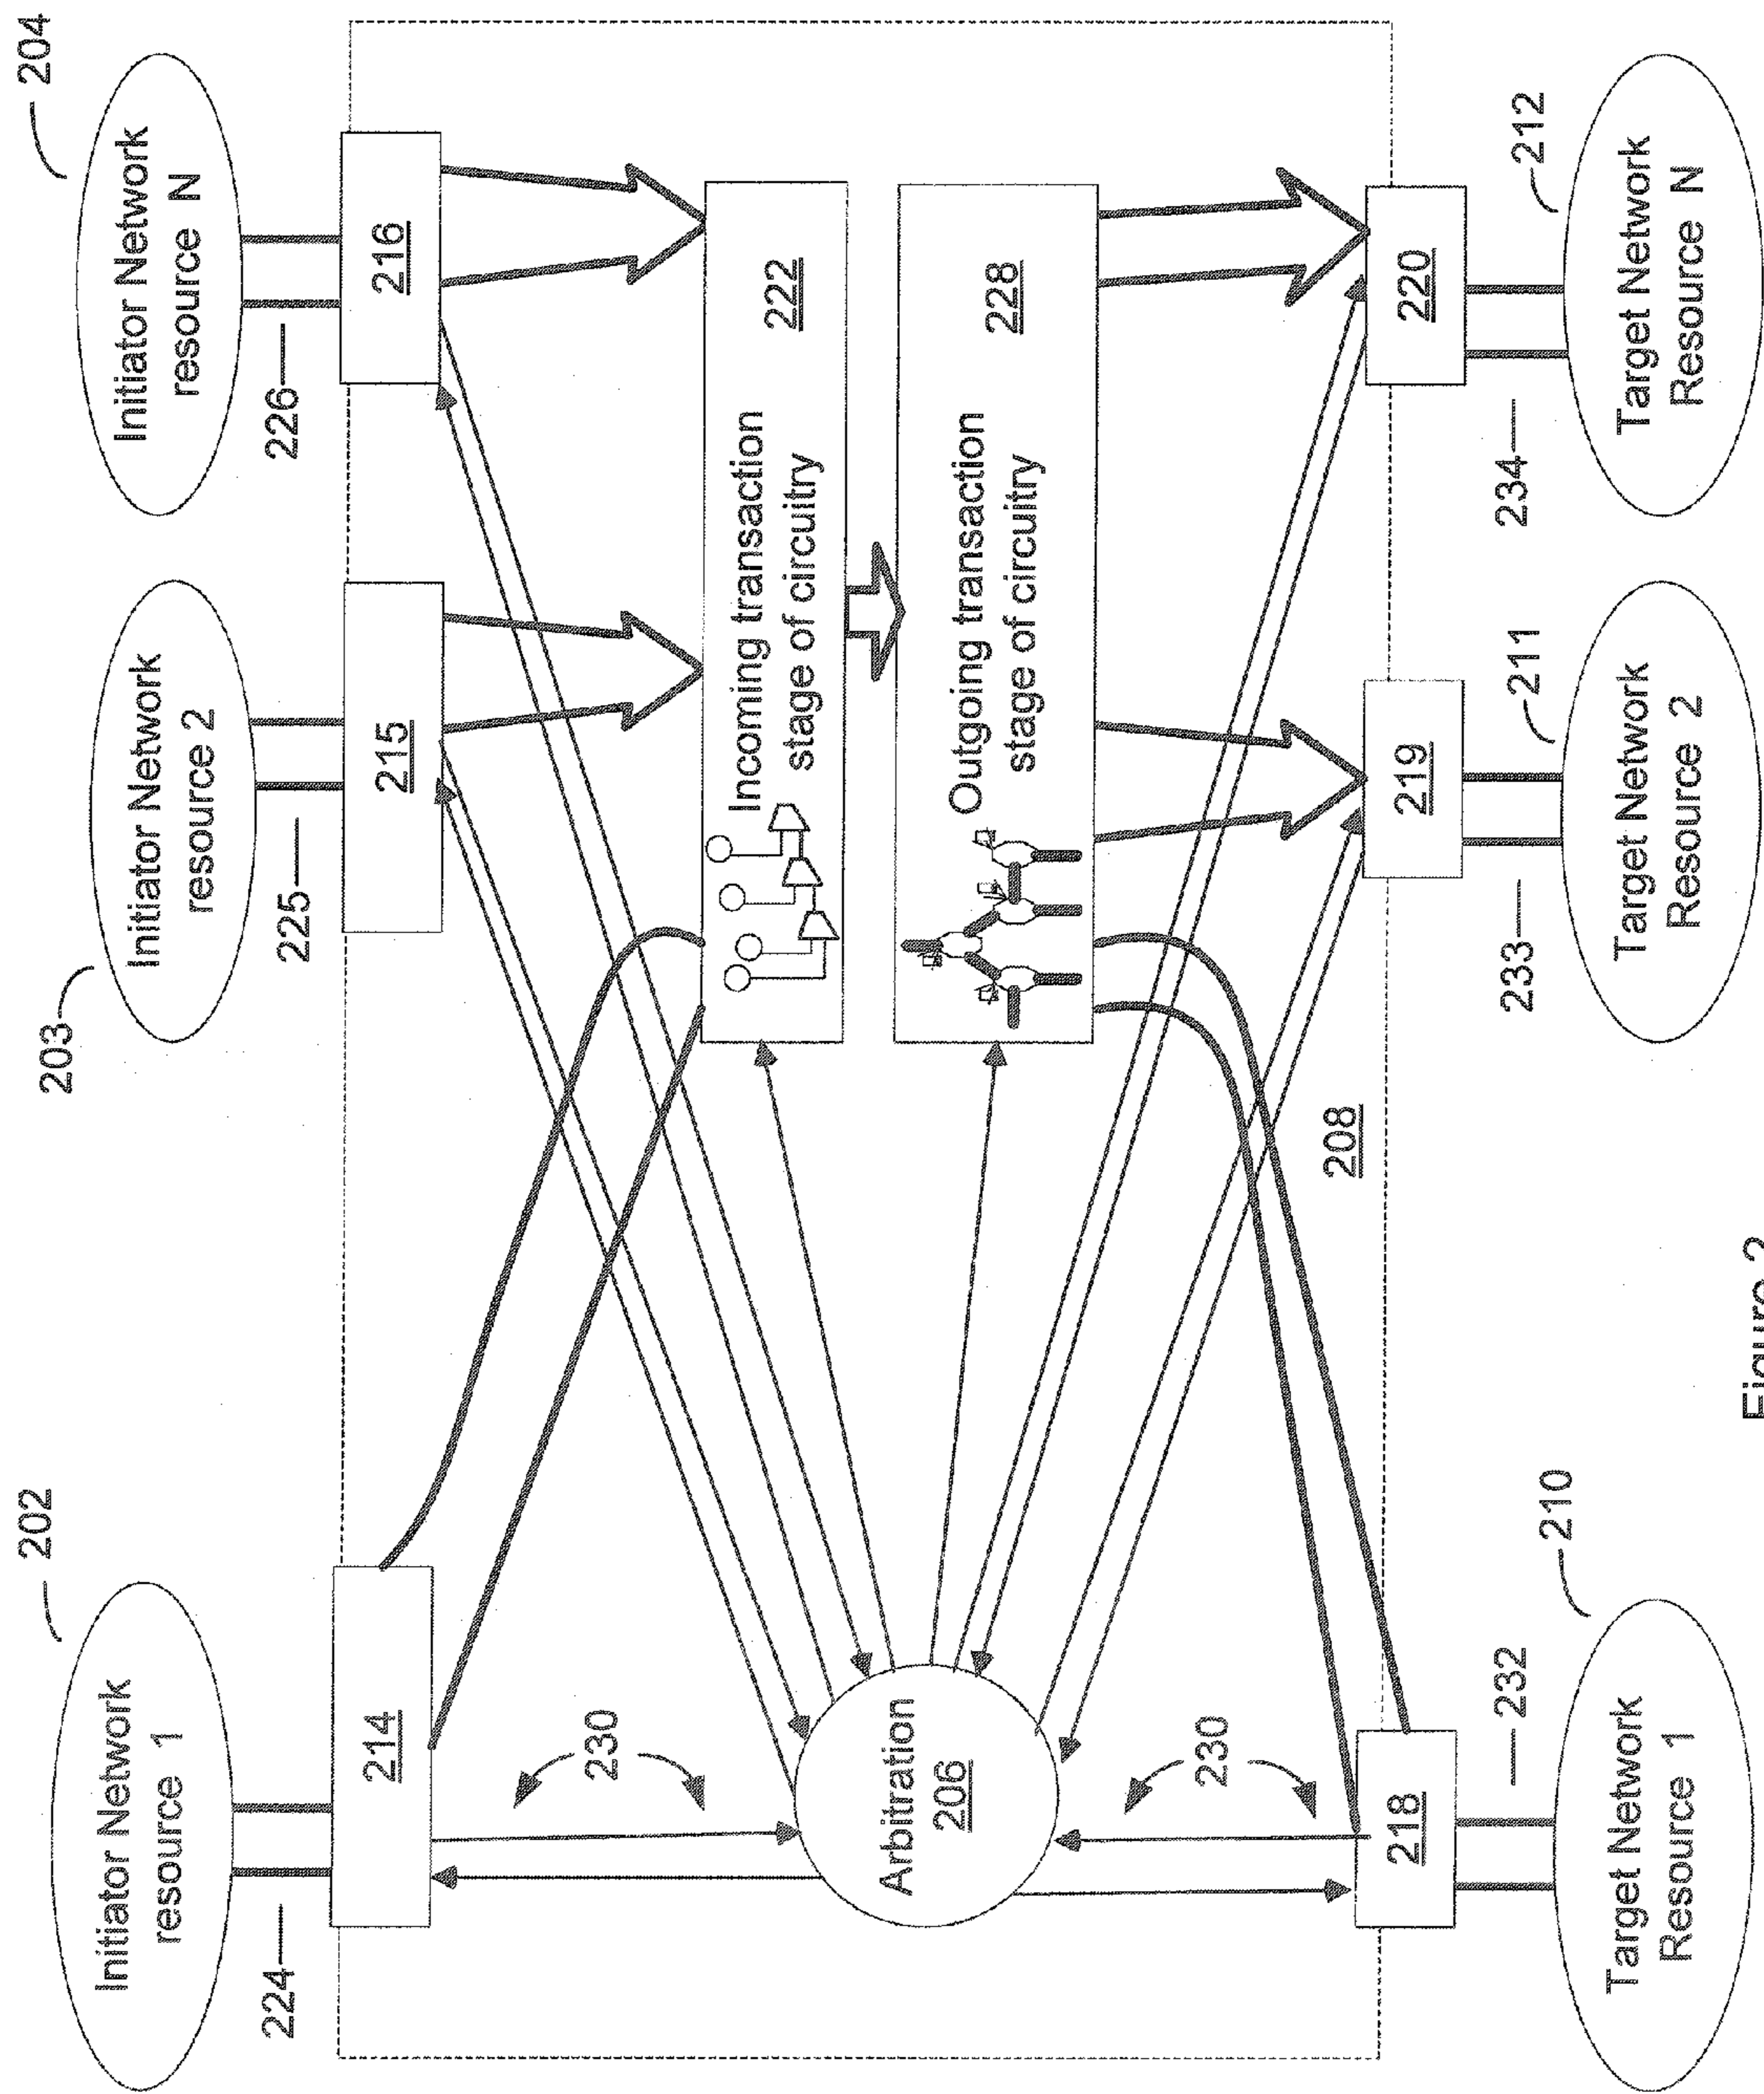 202
203
204
Initiator Network
resource 1
Initiator Network
resource 2
Initiator Network
resource N
224
225
226
214
215
216
230
Incoming transaction
stage of circuitry
222
Arbitration
206
Outgoing transaction
stage of circuitry
228
230
208
218
219
220
232
233
234
210
211
212
Target Network
Resource 1
Target Network
Resource 2
Target Network
Resource N
Figure 2